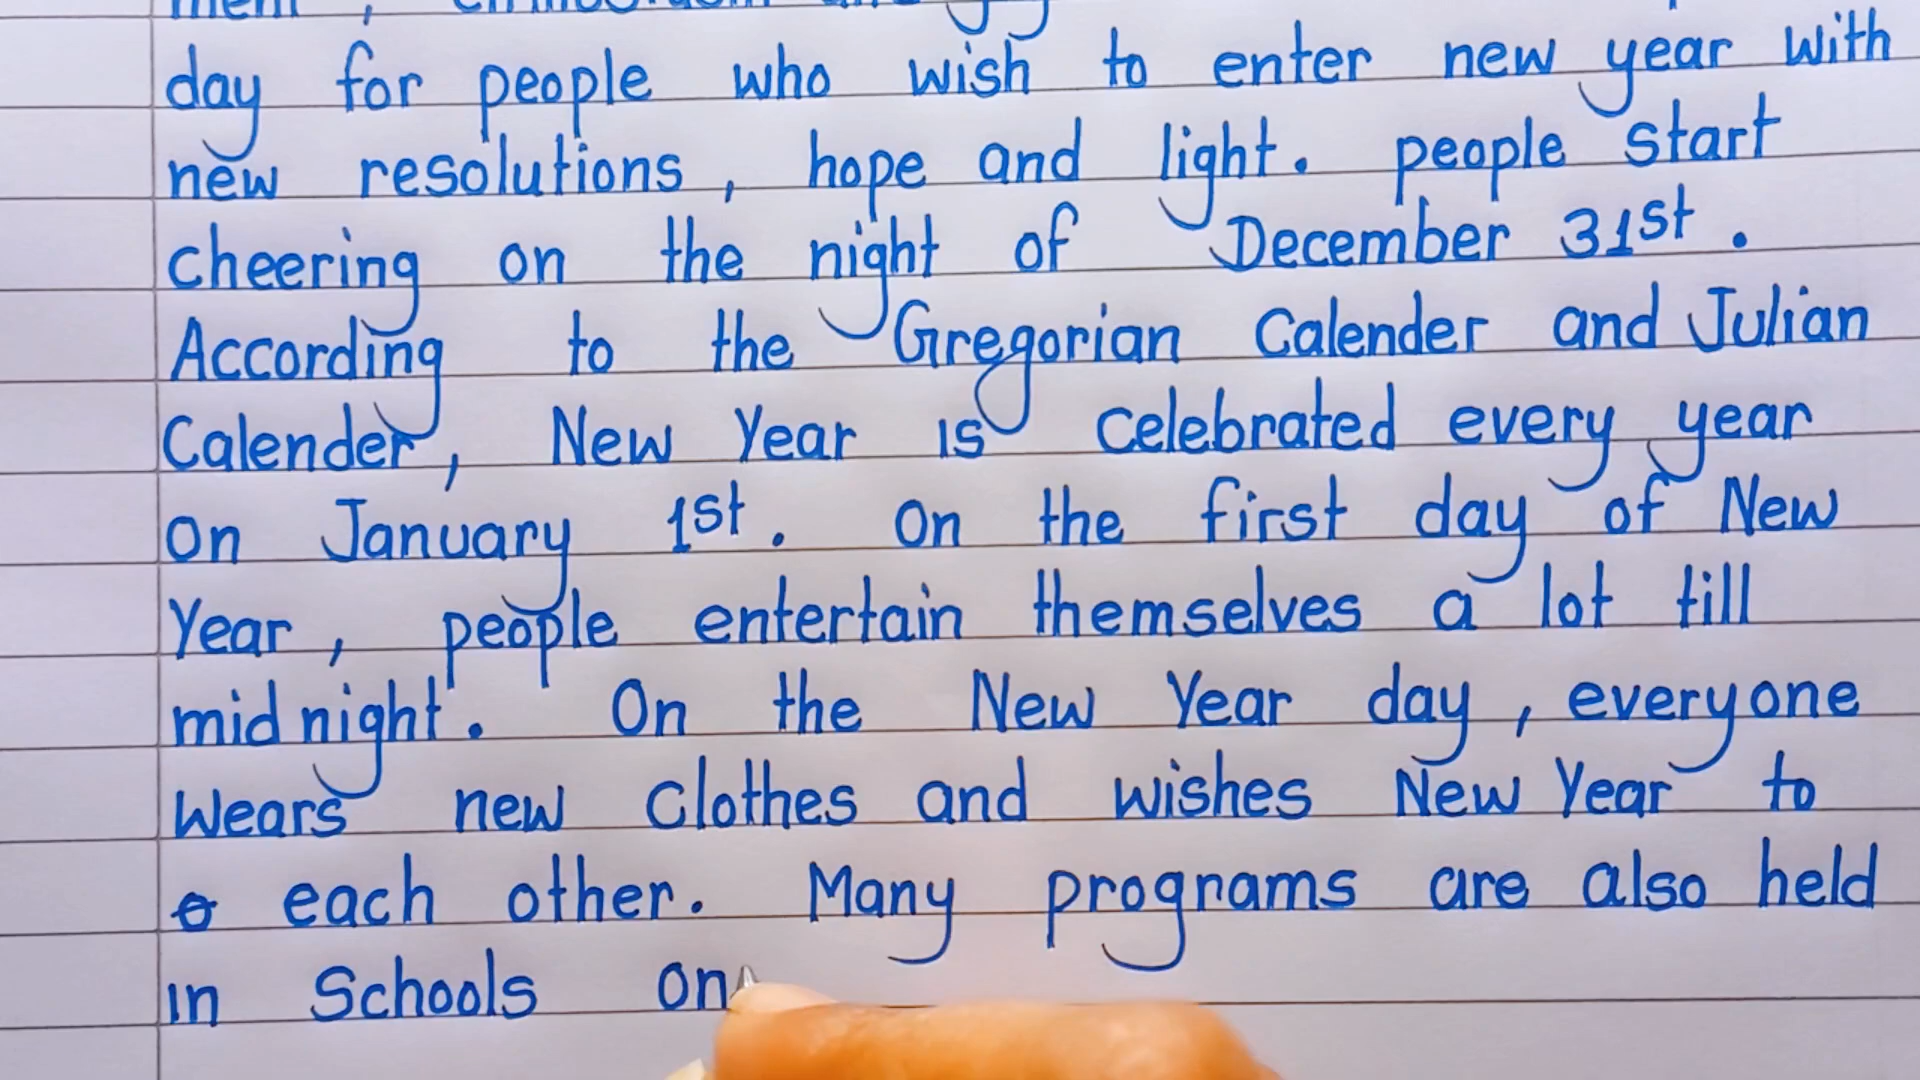 day for people who wish to enter new year with
new resolutions, hope and light. people start
cheering on the night of December 31st.
According to the Gregorian Calender and Julian
Calender, New Year is celebrated every year
on January 1st. On the first day of New
Year, people entertain themselves a lot till
midnight. On the New Year day, everyone
wears new clothes and wishes New Year to
each other. Many programs are also held
in Schools on